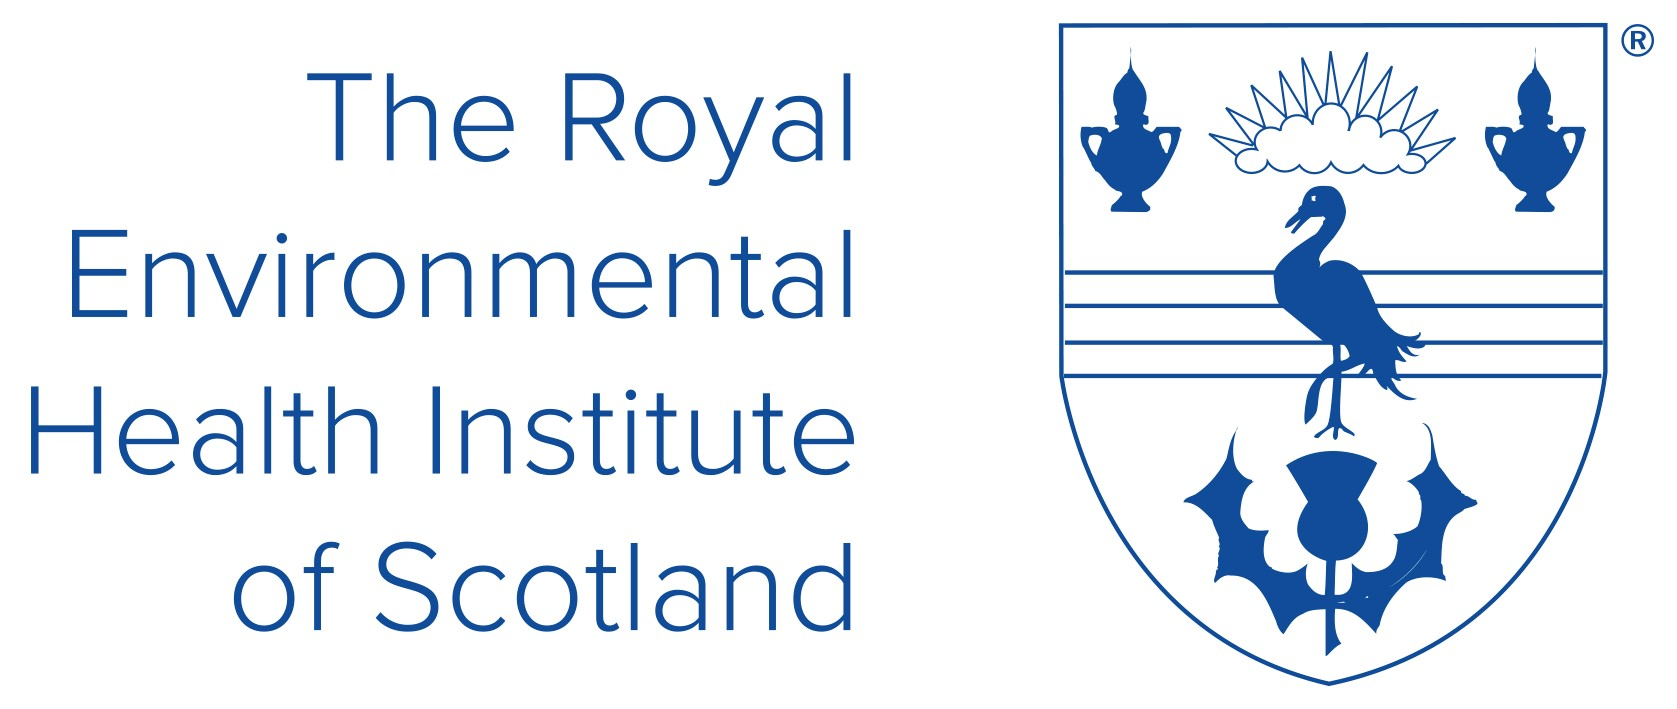 The Royal
Environmental
Health Institute
of Scotland
®